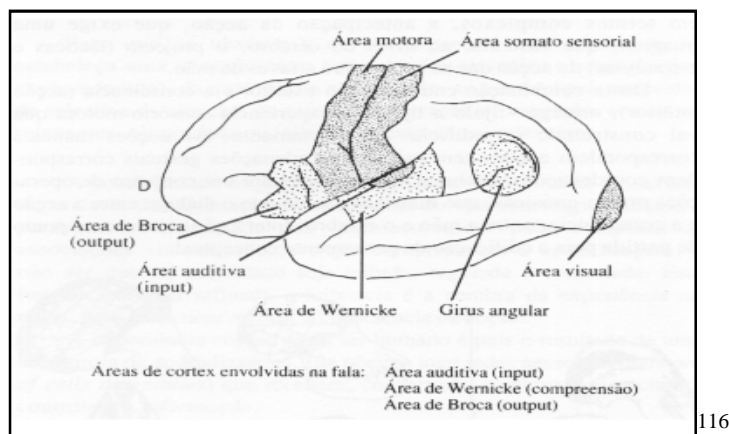 Área motora
Área somato sensorial
D
Área de Broca
(output)
Área auditiva
(input)
Área de Wernicke
Girus angular
Área visual
Áreas de cortex envolvidas na fala: Área auditiva (input)
Área de Wernicke (compreensão)
Área de Broca (output)
116